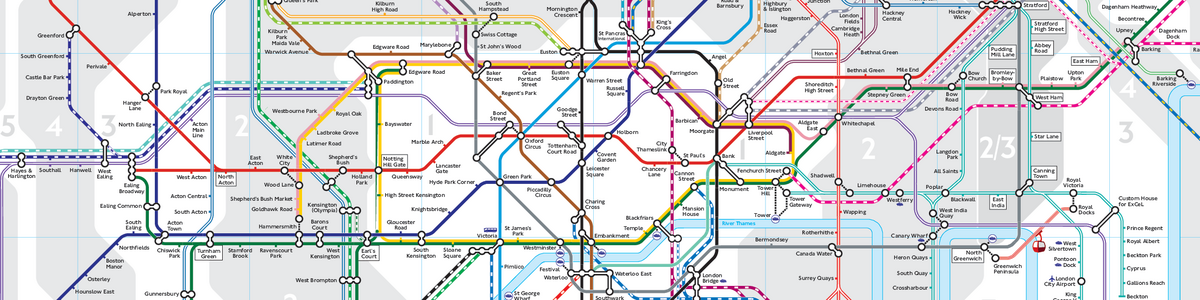 Queen's Park
Kilburn
High Road
South
Hampstead
Mornington
Crescent
Road &
Barnsbury
Highbury
& Islington
Hackney
Central
Hackney
Wick
Stratford
Dagenham Heathway
Becontree
Alperton
Greenford
South Greenford
Castle Bar Park
Drayton Green
Perivale
Hanger
Lane
Park Royal
North Ealing
Acton
Main
Line
2
Kilburn
Park
Maida Vale
Warwick Avenue
Edgware Road
Marylebone
Swiss Cottage
St John's Wood
Edgware Road
Paddington
Baker
Street
Great
Portland
Street
Euston
Square
Regent's Park
Euston
St Pancras
International
King's
Cross
Warren Street
Russell
Square
Goodge
Street
Angel
Farringdon
Old
Street
Essex
Road
Haggerston
London
Fields
Cambridge
Heath
Hoxton
Bethnal Green
Bethnal Green
Mile End
Shoreditch
High Street
Stepney Green
Bow Church
Bow
Road
Devons Road
Pudding
Mill Lane
Bromley-
by-Bow
Stratford
High
Street
Abbey
Road
East Ham
Upton
Park
Plaistow
West Ham
Upney
Barking
Dagenham
Dock
Barking
Riverside
4
3
5
4
3
Hayes &
Harlington
Southall
Hanwell
West
Ealing
Ealing
Broadway
West Acton
North
Acton
East
Acton
White
City
Wood Lane
Shepherd's
Bush
Holland
Park
Westbourne Park
Ladbroke Grove
Latimer Road
Royal Oak
Bayswater
1
Notting
Hill Gate
Queensway
Lancaster
Gate
Marble Arch
Bond
Street
Oxford
Circus
Tottenham
Court Road
Holborn
Covent
Garden
Leicester
Square
Chancery
Lane
City
Thameslink
St Paul's
Barbican
Moorgate
Liverpool
Street
Aldgate
East
Aldgate
Bank
Fenchurch Street
Cannon
Street
Monument
Tower
Hill
Tower
Gateway
Tower
Whitechapel
Shadwell
Limehouse
Westferry
Poplar
Blackwall
Langdon
Park
All Saints
2
2/3
Star Lane
Canning
Town
East
India
Royal
Victoria
Royal
Docks
Custom House
for ExCeL
Ealing Common
Acton Central
South Acton
South
Ealing
Acton
Town
Northfields
Boston
Manor
Osterley
Hounslow East
Chiswick
Park
Gunnersbury
Turnham
Green
Stamford
Brook
Ravenscourt
Park
Hammersmith
Shepherd's Bush Market
Goldhawk Road
Barons
Court
Kensington
(Olympia)
West Brompton
Earl's
Court
High Street Kensington
Gloucester
Road
South
Kensington
Knightsbridge
Hyde Park Corner
Green Park
Piccadilly
Circus
Charing
Cross
Sloane
Square
Victoria
St James's
Park
Westminster
Embankment
Pimlico
St George
Wharf
Festival
Waterloo
Waterloo East
Southwark
Temple
Blackfriars
Mansion
House
London
Bridge
River Thames
Bermondsey
Wapping
Rotherhithe
Canada Water
Surrey Quays
West India
Quay
Canary Wharf
Heron Quays
South Quay
Crossharbour
North
Greenwich
Greenwich
Peninsula
West
Silvertown
Pontoon
Dock
London
City Airport
King
Prince Regent
Royal Albert
Beckton Park
Cyprus
Gallions Reach
Beckton